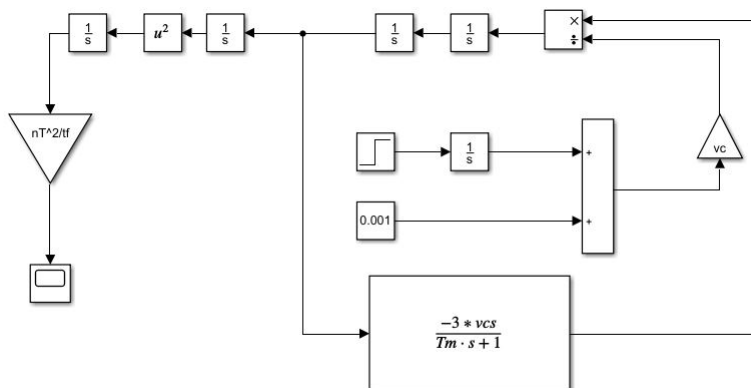 1/s
u²
1/s
1/s
1/s
×
÷
nT^2/tf
vc
1/s
+
0.001
+
-3 * vcs
Tm · s + 1